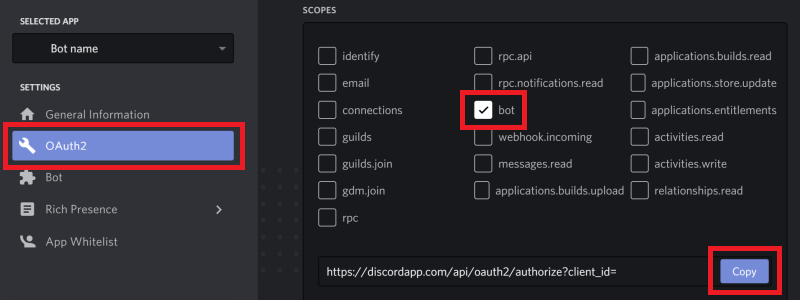 SELECTED APP
Bot name
SETTINGS
General Information
OAuth2
Bot
Rich Presence
App Whitelist
SCOPES
identify
rpc.api
applications.builds.read
email
rpc.notifications.read
applications.store.update
connections
bot
applications.entitlements
guilds
webhook.incoming
activities.read
guilds.join
messages.read
activities.write
gdm.join
applications.builds.upload
relationships.read
rpc
https://discordapp.com/api/oauth2/authorize?client_id=
Copy